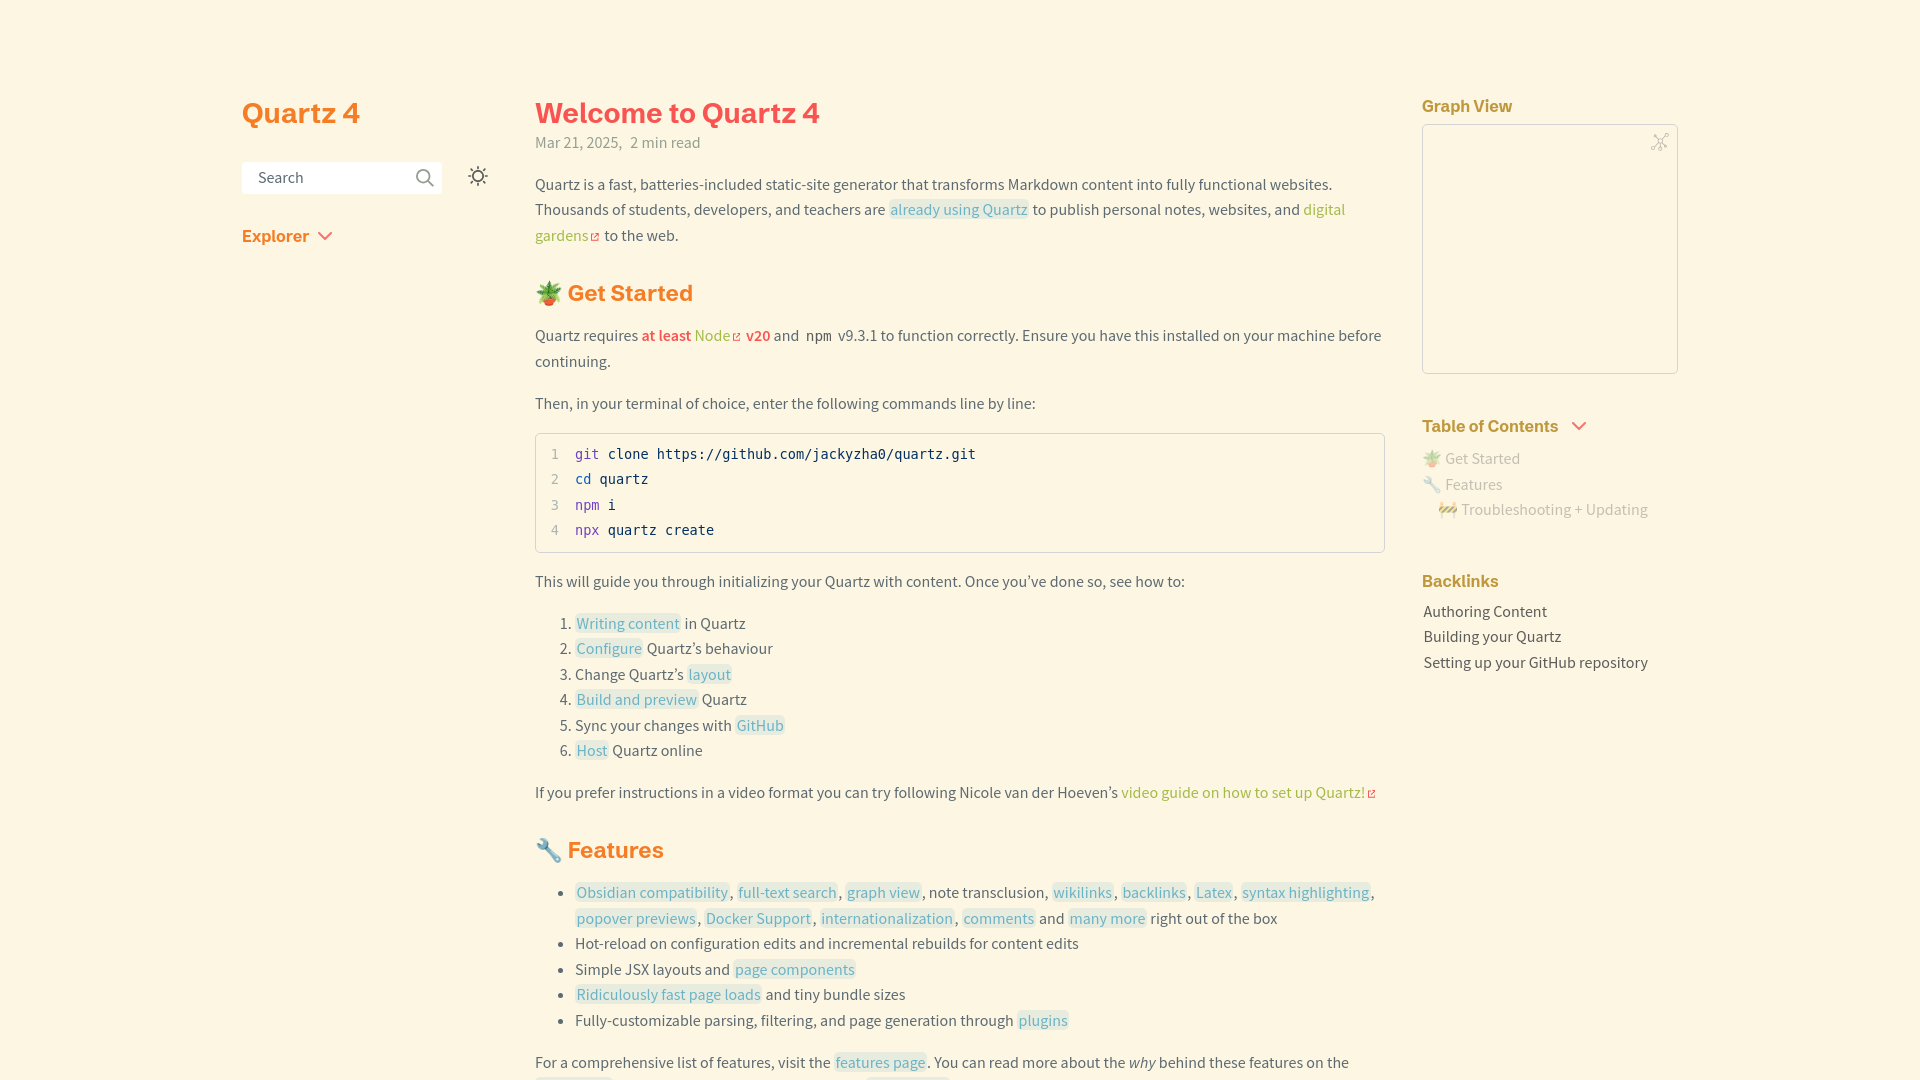 Quartz 4
Search
Explorer
Welcome to Quartz 4
Mar 21, 2025, 2 min read
Quartz is a fast, batteries-included static-site generator that transforms Markdown content into fully functional websites.
Thousands of students, developers, and teachers are already using Quartz to publish personal notes, websites, and digital
gardens to the web.
🪴 Get Started
Quartz requires at least Node v20 and npm v9.3.1 to function correctly. Ensure you have this installed on your machine before
continuing.
Then, in your terminal of choice, enter the following commands line by line:
1 git clone https://github.com/jackyzha0/quartz.git
2 cd quartz
3 npm i
4 npx quartz create
This will guide you through initializing your Quartz with content. Once you’ve done so, see how to:
1. Writing content in Quartz
2. Configure Quartz’s behaviour
3. Change Quartz’s layout
4. Build and preview Quartz
5. Sync your changes with GitHub
6. Host Quartz online
If you prefer instructions in a video format you can try following Nicole van der Hoeven’s video guide on how to set up Quartz!
🔧 Features
• Obsidian compatibility, full-text search, graph view, note transclusion, wikilinks, backlinks, Latex, syntax highlighting,
popover previews, Docker Support, internationalization, comments and many more right out of the box
• Hot-reload on configuration edits and incremental rebuilds for content edits
• Simple JSX layouts and page components
• Ridiculously fast page loads and tiny bundle sizes
• Fully-customizable parsing, filtering, and page generation through plugins
For a comprehensive list of features, visit the features page. You can read more about the why behind these features on the
Graph View
Table of Contents
🪴 Get Started
🔧 Features
🚧 Troubleshooting + Updating
Backlinks
Authoring Content
Building your Quartz
Setting up your GitHub repository